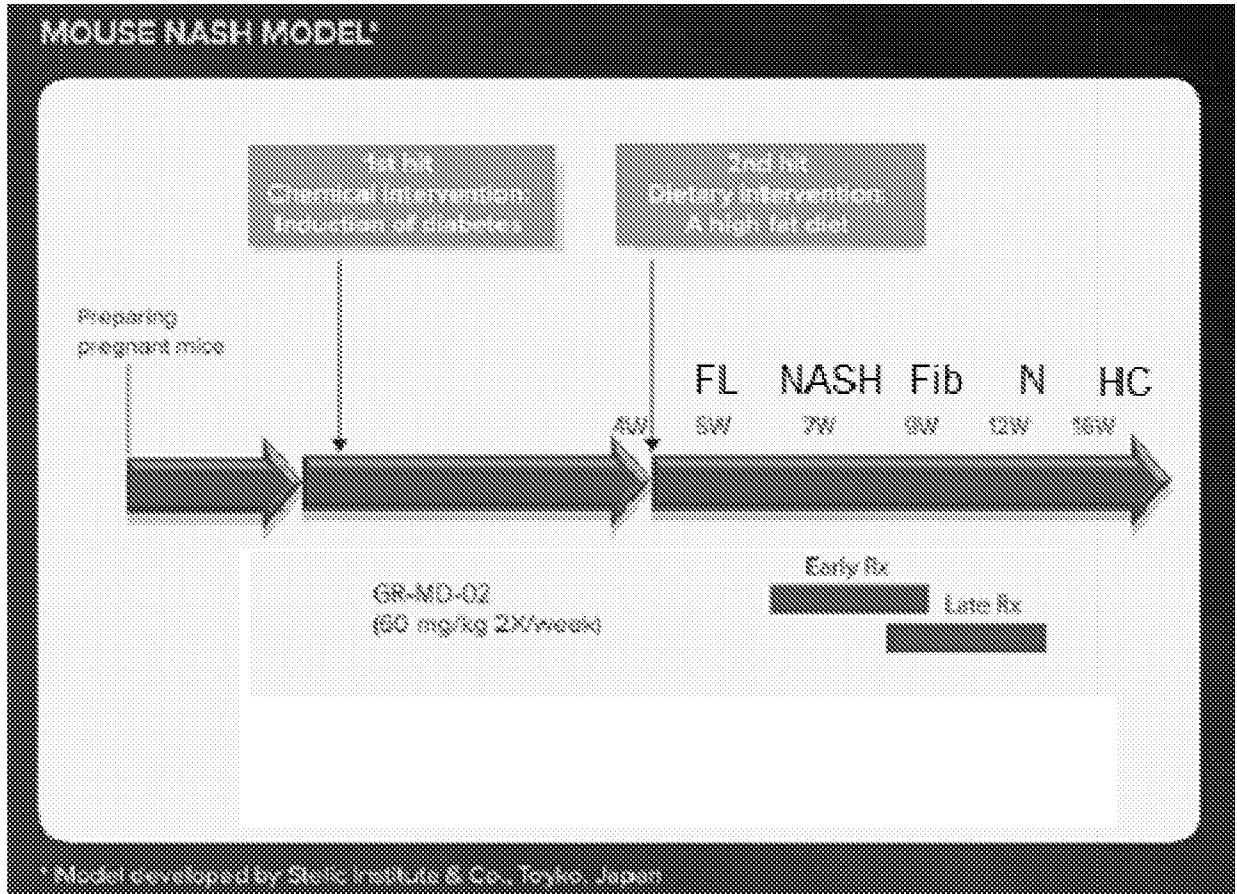 MOUSE NASH MODEL*
1st hit
Chemical intervention:
Induction of diabetes
2nd hit
Dietary intervention:
A high fat diet
Preparing
pregnant mice
FL NASH Fib N HC
4W 5W 7W 9W 12W 16W
Early Rx
GR-MD-02
(60 mg/kg 2X/week)
Late Rx
* Model developed by Stelic Institute & Co., Toyko, Japan